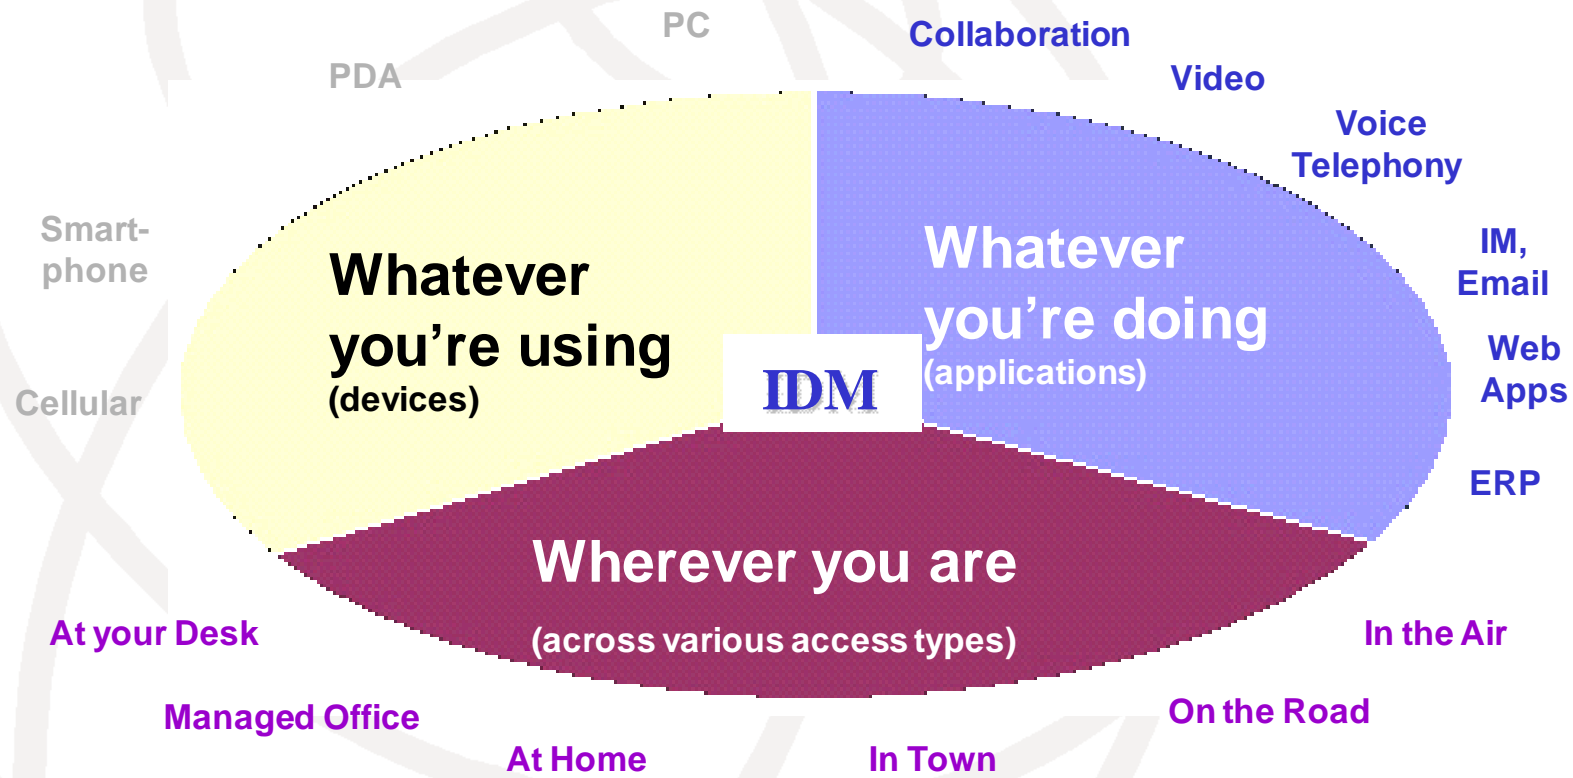 PC
Collaboration
PDA
Video
Voice
Telephony
Smart-
phone
Whatever
you're using
(devices)
Whatever
you’re doing
(applications)
IM,
Email
Web
Apps
Cellular
IDM
ERP
Wherever you are
(across various access types)
At your Desk
In the Air
Managed Office
On the Road
At Home
In Town